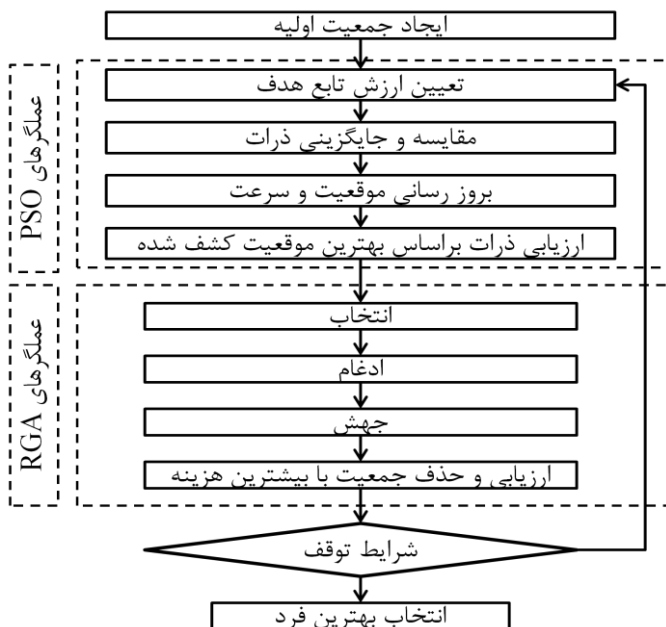 ایجاد جمعیت اولیه
عملگرهای PSO
تعیین ارزش تابع هدف
مقایسه و جایگزینی ذرات
بروز رسانی موقعیت و سرعت
ارزیابی ذرات براساس بهترین موقعیت کشف شده
عملگرهای RGA
انتخاب
ادغام
جهش
ارزیابی و حذف جمعیت با بیشترین هزینه
شرایط توقف
انتخاب بهترین فرد